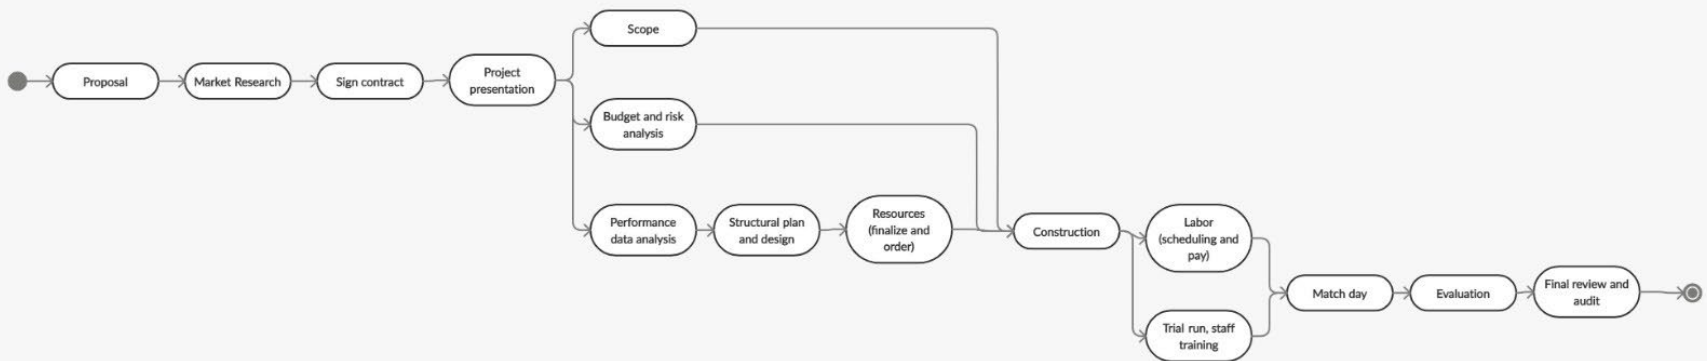 Proposal
Market Research
Sign contract
Project
presentation
Scope
Budget and risk
analysis
Performance
data analysis
Structural plan
and design
Resources
(finalize and
order)
Construction
Labor
(scheduling and
pay)
Trial run, staff
training
Match day
Evaluation
Final review and
audit